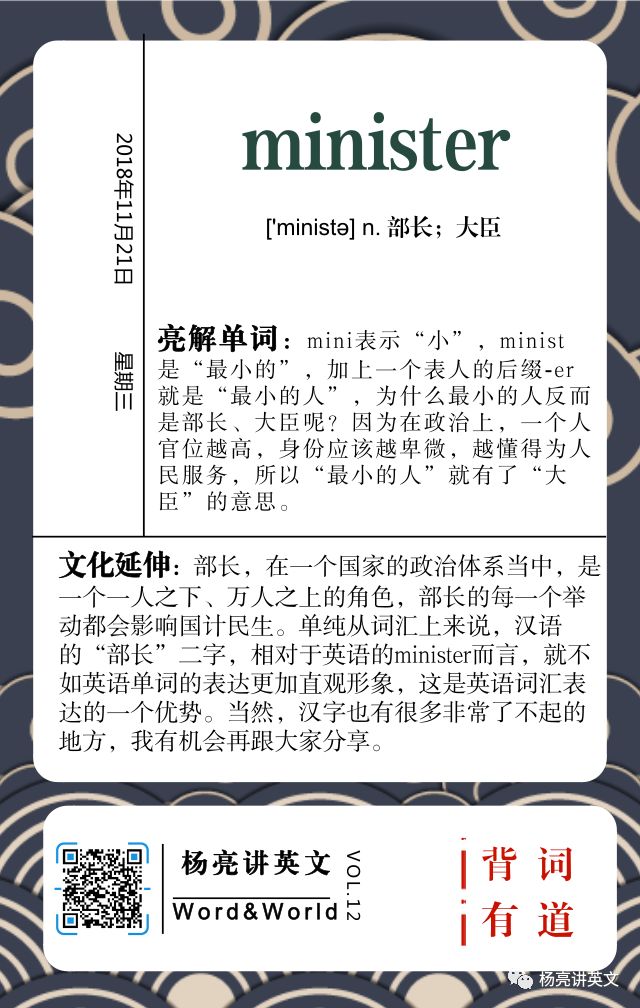 minister
['ministə] n. 部长；大臣
2018年11月21日
星期三
亮解单词：mini表示“小”，minist
是“最小的”，加上一个表人的后缀-er
就是“最小的人”，为什么最小的人反而
是部长、大臣呢？因为在政治上，一个人
官位越高，身份应该越卑微，越懂得为人
民服务，所以“最小的人”就有了“大
臣”的意思。
文化延伸：部长，在一个国家的政治体系当中，是
一个一人之下、万人之上的角色，部长的每一个举
动都会影响国计民生。单纯从词汇上来说，汉语
的“部长”二字，相对于英语的minister而言，就不
如英语单词的表达更加直观形象，这是英语词汇表
达的一个优势。当然，汉字也有很多非常了不起的
地方，我有机会再跟大家分享。
杨亮讲英文
Word&World
VOL.12
背词
有道
杨亮讲英文